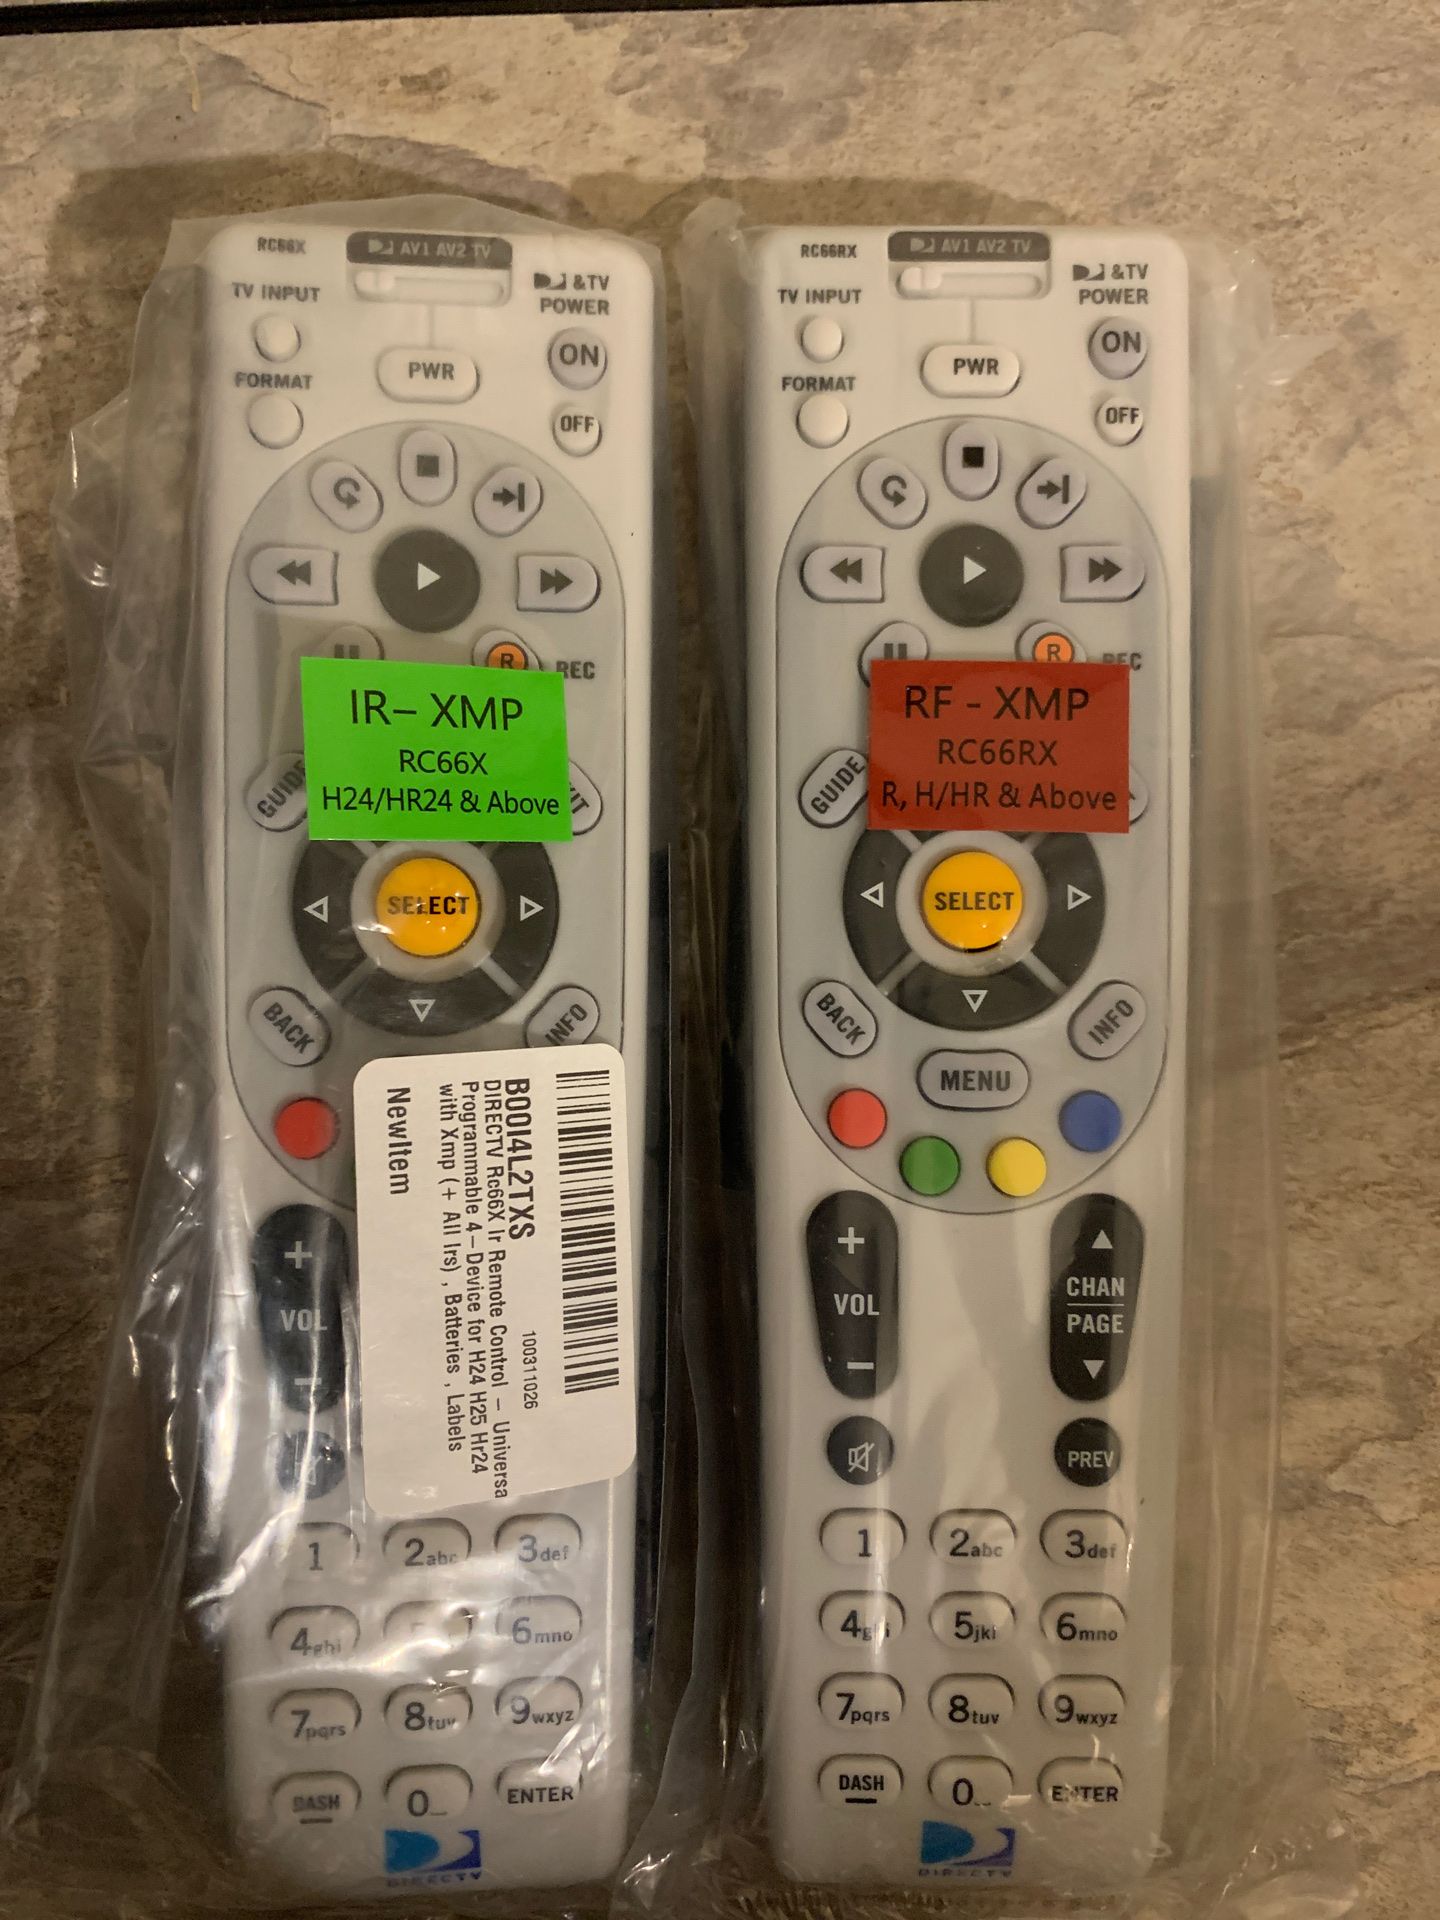 RC66X
AV1 AV2 TV
&TV
TV INPUT
POWER
ON
PWR
FORMAT
OFF
R
REC
IR– XMP
RC66X
H24/HR24 & Above
GUIDE
SELECT
BACK
INFO
B00I4L2TXS
100311026
DIRECTV Rc66X Ir Remote Control – Universa
Programmable 4–Device for H24 H25 Hr24
with Xmp (+ All Irs) , Batteries , Labels
NewItem
+
VOL
–
1
2abc
3def
4ghi
6mno
7pqrs
8tuv
9wxyz
DASH
0
ENTER
DIRECTV
RC66RX
AV1 AV2 TV
&TV
TV INPUT
POWER
ON
PWR
FORMAT
OFF
R
REC
RF - XMP
RC66RX
R, H/HR & Above
GUIDE
SELECT
BACK
INFO
MENU
+
VOL
–
CHAN
PAGE
PREV
1
2abc
3def
4ghi
5jkl
6mno
7pqrs
8tuv
9wxyz
DASH
0
ENTER
DIRECTV